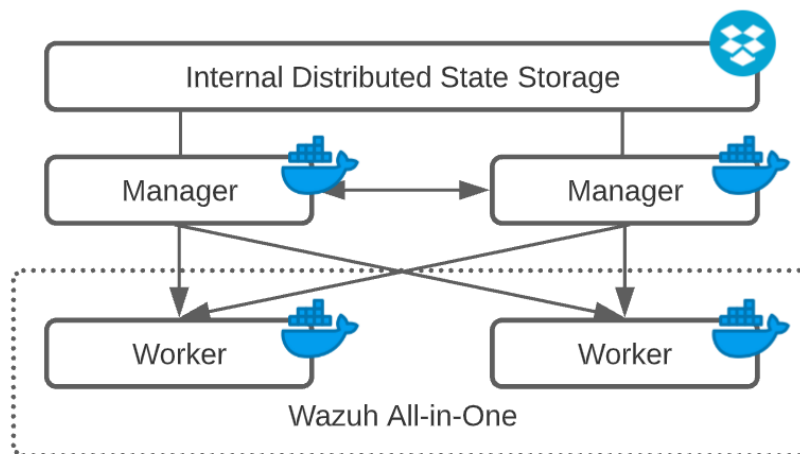 Internal Distributed State Storage
Manager
Manager
Worker
Worker
Wazuh All-in-One